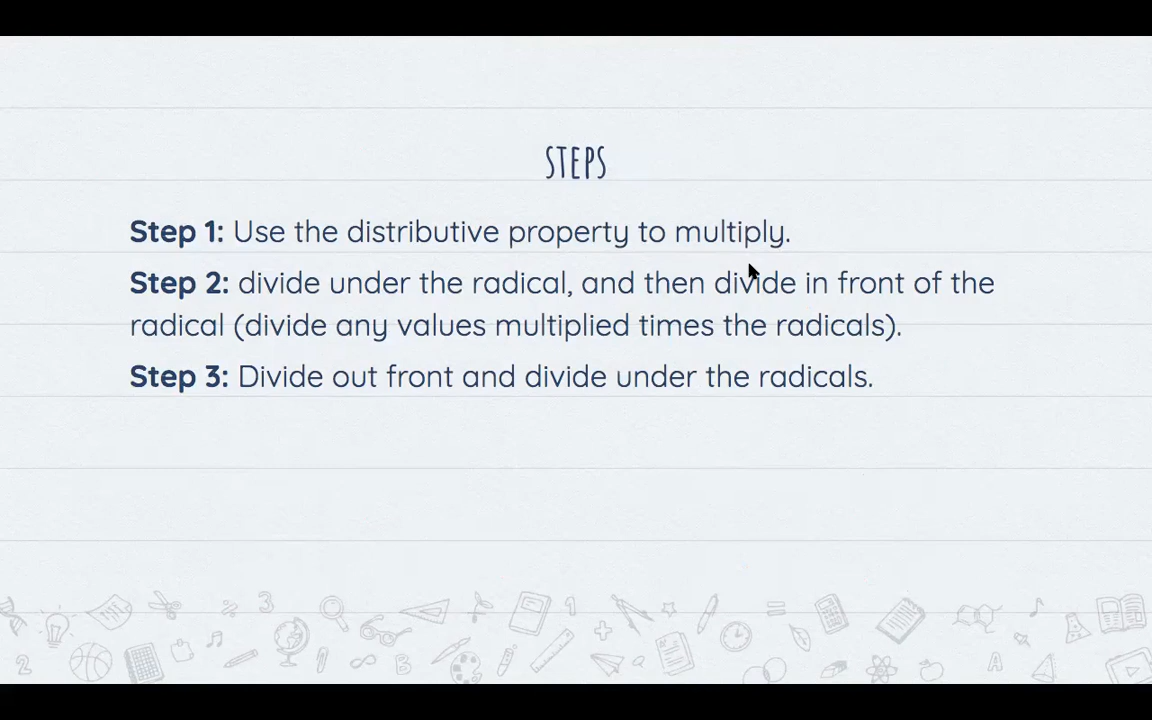 STEPS
Step 1: Use the distributive property to multiply.
Step 2: divide under the radical, and then divide in front of the
radical (divide any values multiplied times the radicals).
Step 3: Divide out front and divide under the radicals.